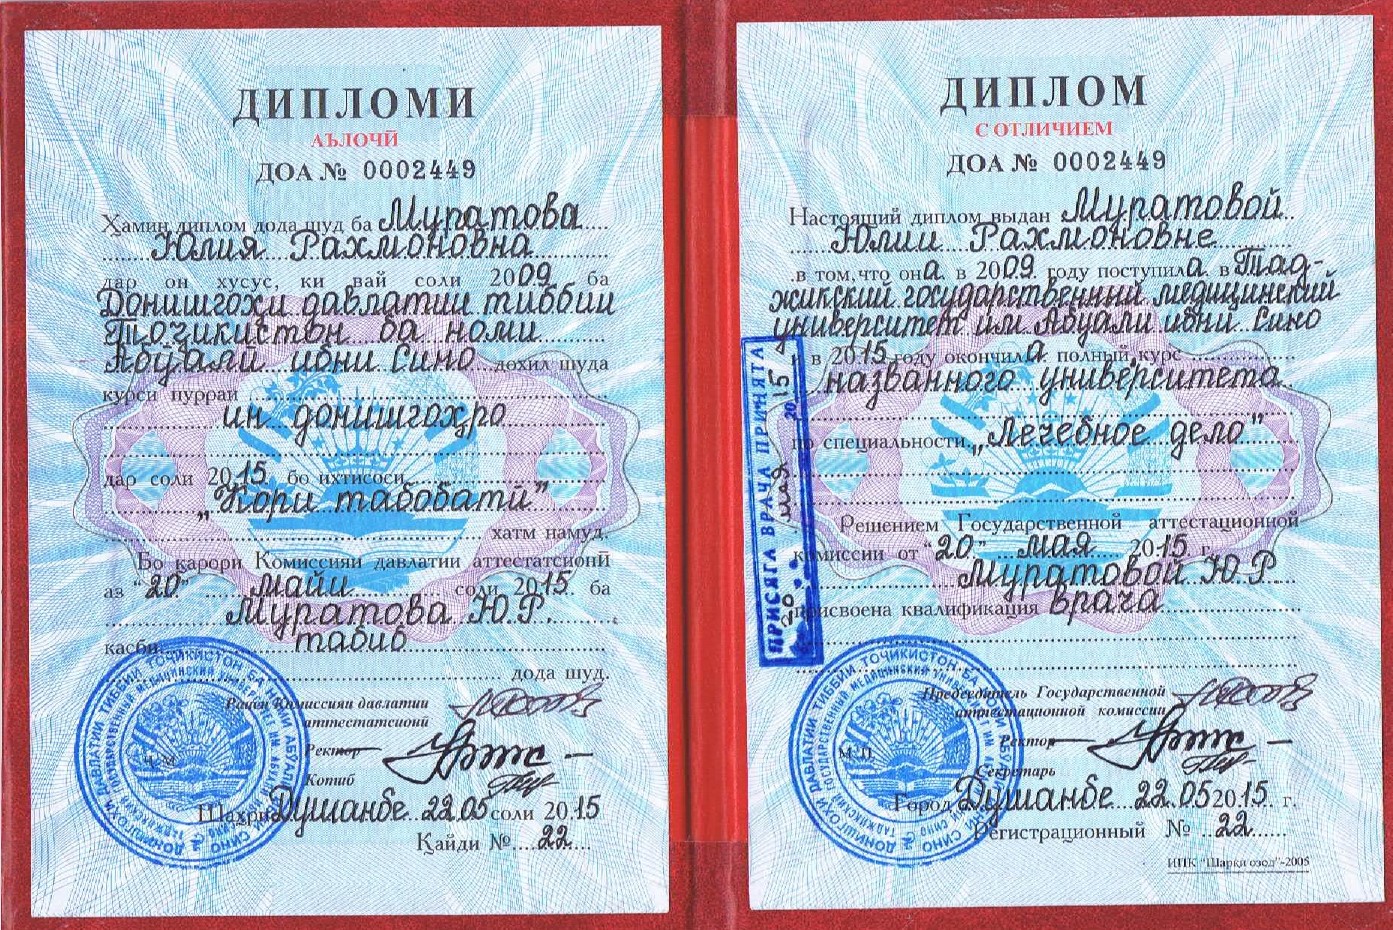 ДИПЛОМИ
АЪЛОЧӢ
ДОА № 0002449
Хамин диплом дода шуд ба Муратова
Юлия Рахмоновна
дар он хусус, ки вай соли 2009 ба
Донишгоҳи давлатии тиббии
Тоҷикистон ба номи
Абӯалӣ ибни Сино дохил шуда
курси пурраи
ин донишгоҳро
дар соли 2015 бо ихтисоси
„Кори табобатӣ"
хатм намуд.
Бо қарори Комиссияи давлатии аттестатсионӣ
аз "20" майи соли 2015 ба
Муратова Ю.Р.
касби табиб
дода шуд.
Раиси Комиссияи давлатии
аттестатсионӣ
Ректор
Котиб
Ҷ.М.
Шаҳри Душанбе 22.05 соли 2015
Қайди № 22
ДИПЛОМ
С ОТЛИЧИЕМ
ДОА № 0002449
Настоящий диплом выдан Муратовой
Юлии Рахмоновне
в том, что она в 2009 году поступила в Тад-
жикский государственный медицинский
университет им Абуали ибни Сино
и в 2015 году окончила полный курс
названного университета
по специальности „Лечебное дело"
Решением Государственной аттестационной
комиссии от "20" мая 2015 г.
Муратовой Ю.Р
присвоена квалификация врача
ПРИСЯГА ВРАЧА ПРИНЯТА
20 мая 2015
Председатель Государственной
аттестационной комиссии
Ректор
Секретарь
М.П.
Город Душанбе 22.05 2015 г.
Регистрационный № 22
ИПК "Шарқи озод"-2005